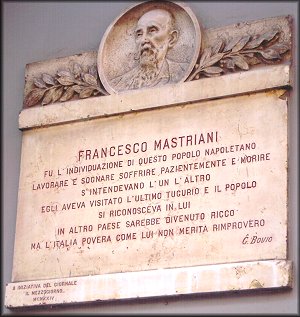 FRANCESCO MASTRIANI
FU L'INDIVIDUAZIONE DI QUESTO POPOLO NAPOLETANO
LAVORARE E SOGNARE SOFFRIRE, PAZIENTEMENTE E MORIRE
S'INTENDEVANO L'UN L'ALTRO
EGLI AVEVA VISITATO L'ULTIMO TUGURIO E IL POPOLO
SI RICONOSCEVA IN LUI
IN ALTRO PAESE SAREBBE DIVENUTO RICCO
MA L'ITALIA POVERA COME LUI NON MERITA RIMPROVERO
G. BOVIO
A INIZIATIVA DEL GIORNALE
IL MEZZOGIORNO
MCMXXIV